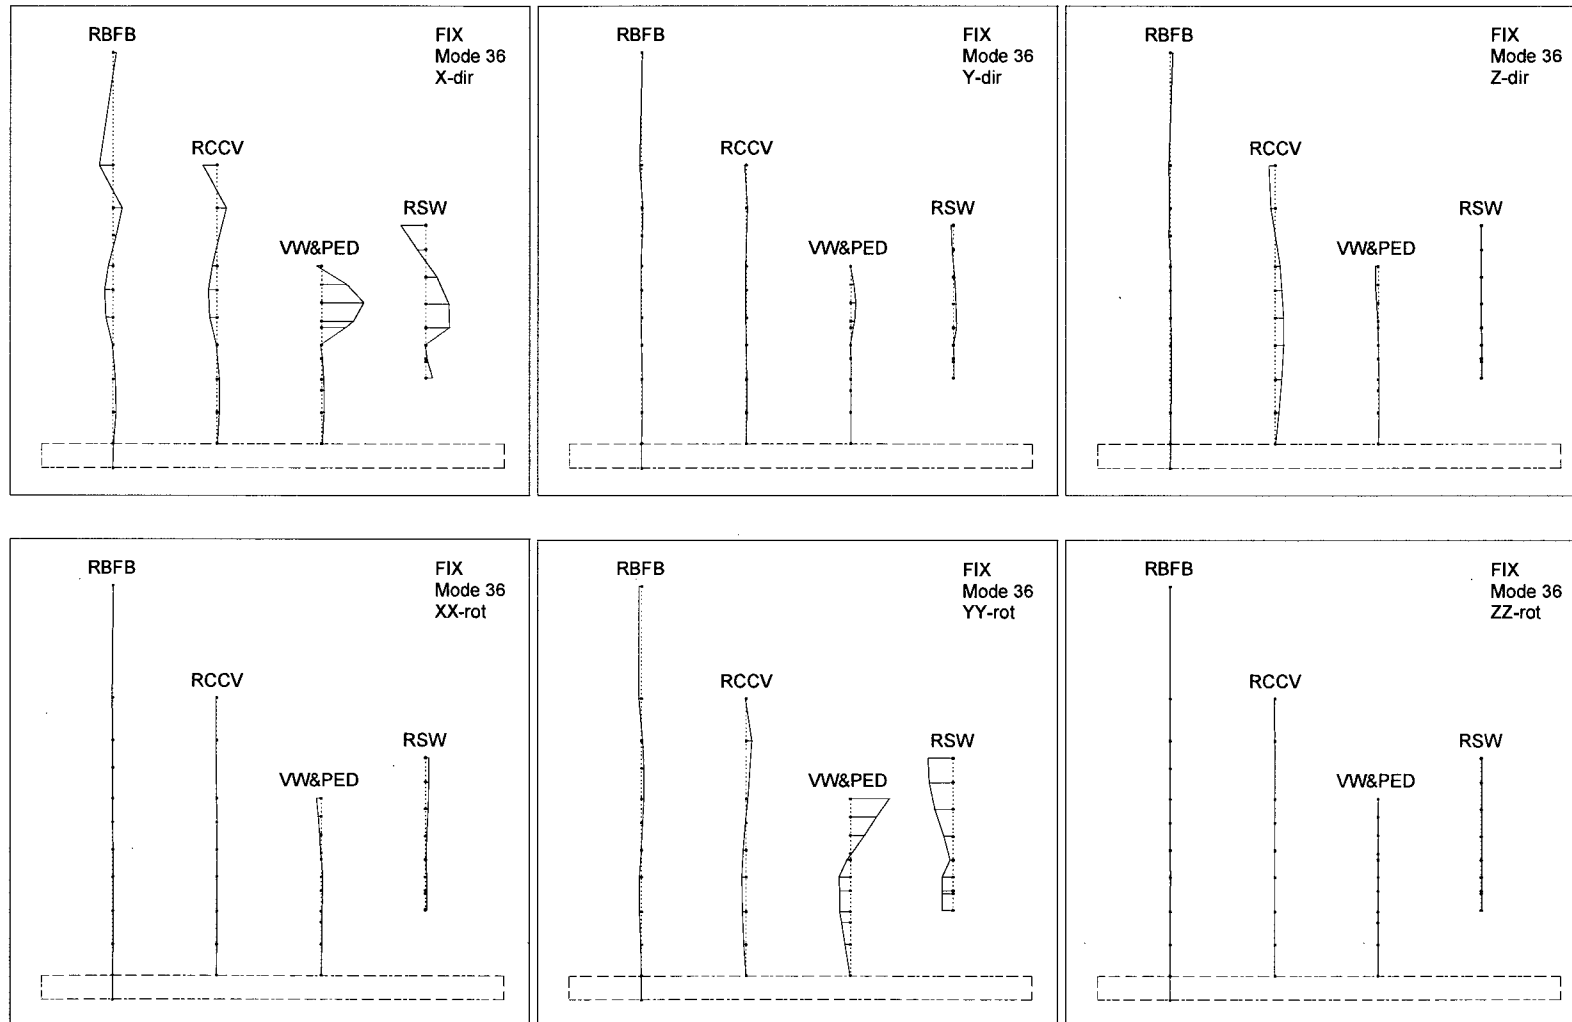 RBFB
FIX
Mode 36
X-dir
RCCV
RSW
VW&PED
RBFB
FIX
Mode 36
Y-dir
RCCV
RSW
VW&PED
RBFB
FIX
Mode 36
Z-dir
RCCV
RSW
VW&PED
RBFB
FIX
Mode 36
XX-rot
RCCV
RSW
VW&PED
RBFB
FIX
Mode 36
YY-rot
RCCV
RSW
VW&PED
RBFB
FIX
Mode 36
ZZ-rot
RCCV
RSW
VW&PED